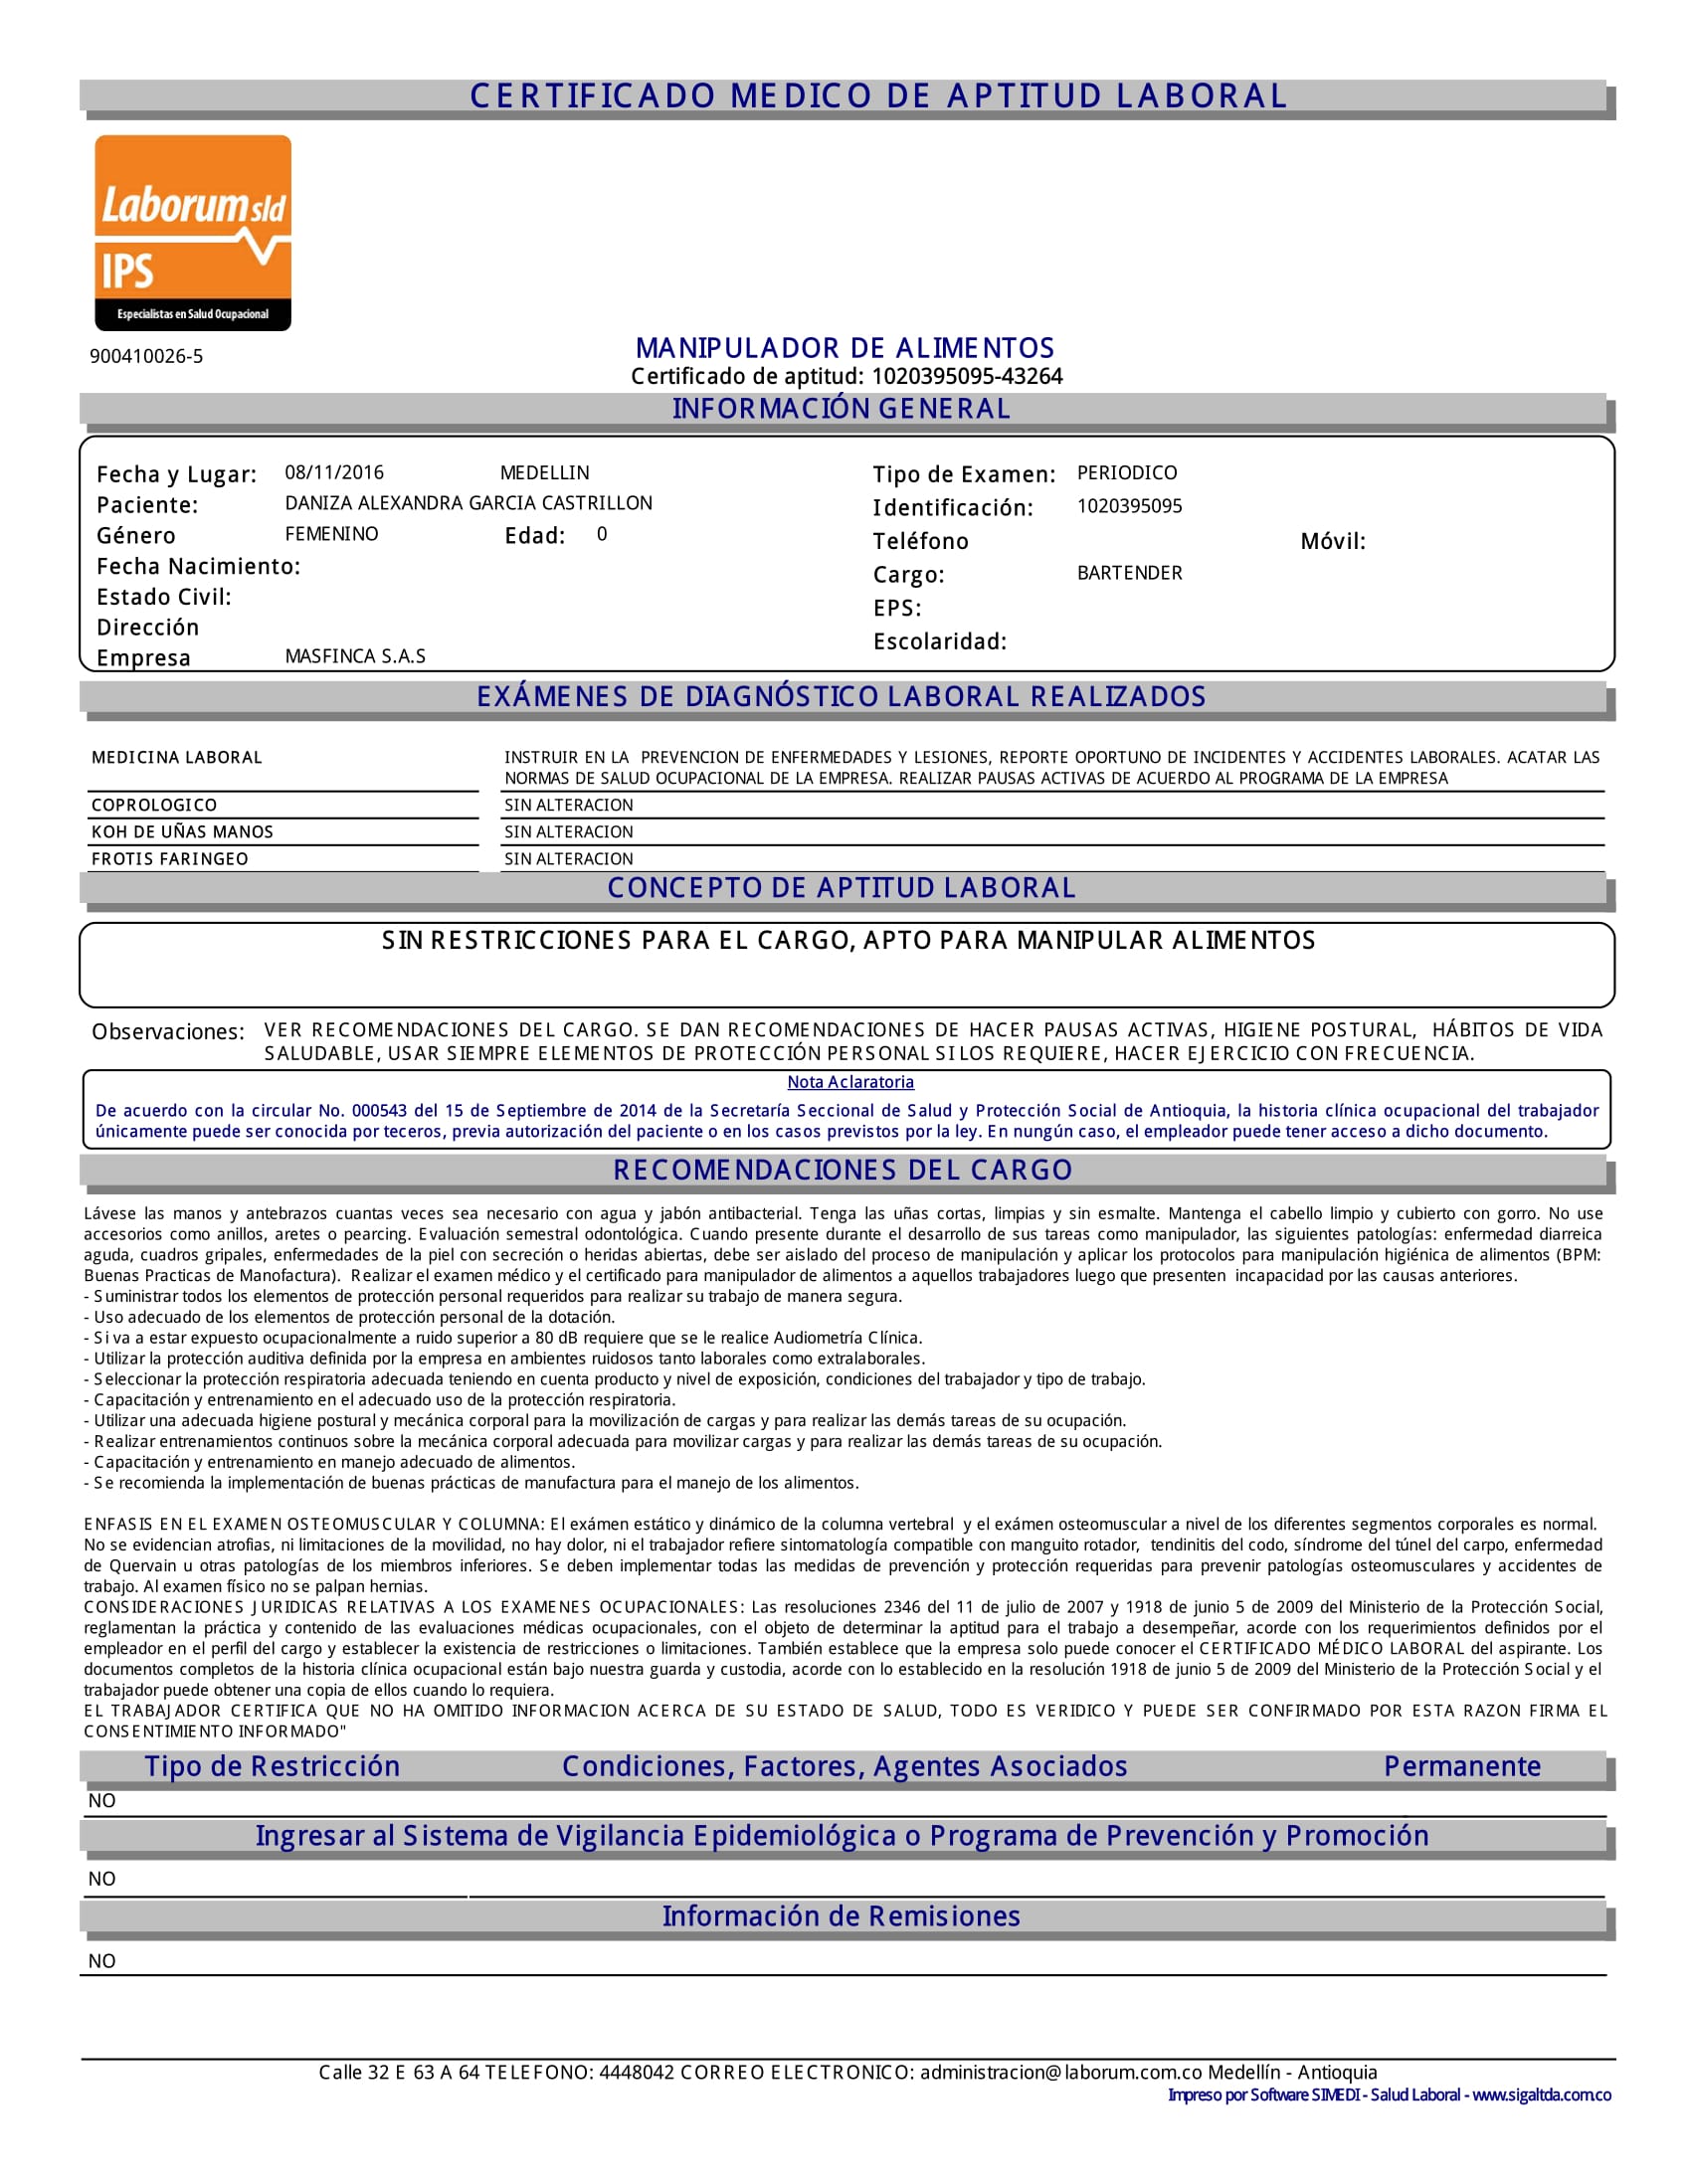 CERTIFICADO MEDICO DE APTITUD LABORAL
Laborum sld
IPS
Especialistas en Salud Ocupacional
900410026-5
MANIPULADOR DE ALIMENTOS
Certificado de aptitud: 1020395095-43264
INFORMACIÓN GENERAL
Fecha y Lugar: 08/11/2016 MEDELLIN Tipo de Examen: PERIODICO
Paciente: DANIZA ALEXANDRA GARCIA CASTRILLON Identificación: 1020395095
Género FEMENINO Edad: 0 Teléfono Móvil:
Fecha Nacimiento: Cargo: BARTENDER
Estado Civil: EPS:
Dirección Escolaridad:
Empresa MASFINCA S.A.S
EXÁMENES DE DIAGNÓSTICO LABORAL REALIZADOS
MEDICINA LABORAL INSTRUIR EN LA PREVENCION DE ENFERMEDADES Y LESIONES, REPORTE OPORTUNO DE INCIDENTES Y ACCIDENTES LABORALES. ACATAR LAS
NORMAS DE SALUD OCUPACIONAL DE LA EMPRESA. REALIZAR PAUSAS ACTIVAS DE ACUERDO AL PROGRAMA DE LA EMPRESA
COPROLOGICO SIN ALTERACION
KOH DE UÑAS MANOS SIN ALTERACION
FROTIS FARINGEO SIN ALTERACION
CONCEPTO DE APTITUD LABORAL
SIN RESTRICCIONES PARA EL CARGO, APTO PARA MANIPULAR ALIMENTOS
Observaciones: VER RECOMENDACIONES DEL CARGO. SE DAN RECOMENDACIONES DE HACER PAUSAS ACTIVAS, HIGIENE POSTURAL, HÁBITOS DE VIDA
SALUDABLE, USAR SIEMPRE ELEMENTOS DE PROTECCIÓN PERSONAL SI LOS REQUIERE, HACER EJERCICIO CON FRECUENCIA.
Nota Aclaratoria
De acuerdo con la circular No. 000543 del 15 de Septiembre de 2014 de la Secretaría Seccional de Salud y Protección Social de Antioquia, la historia clínica ocupacional del trabajador
únicamente puede ser conocida por teceros, previa autorización del paciente o en los casos previstos por la ley. En nungún caso, el empleador puede tener acceso a dicho documento.
RECOMENDACIONES DEL CARGO
Lávese las manos y antebrazos cuantas veces sea necesario con agua y jabón antibacterial. Tenga las uñas cortas, limpias y sin esmalte. Mantenga el cabello limpio y cubierto con gorro. No use
accesorios como anillos, aretes o pearcing. Evaluación semestral odontológica. Cuando presente durante el desarrollo de sus tareas como manipulador, las siguientes patologías: enfermedad diarreica
aguda, cuadros gripales, enfermedades de la piel con secreción o heridas abiertas, debe ser aislado del proceso de manipulación y aplicar los protocolos para manipulación higiénica de alimentos (BPM:
Buenas Practicas de Manofactura). Realizar el examen médico y el certificado para manipulador de alimentos a aquellos trabajadores luego que presenten incapacidad por las causas anteriores.
- Suministrar todos los elementos de protección personal requeridos para realizar su trabajo de manera segura.
- Uso adecuado de los elementos de protección personal de la dotación.
- Si va a estar expuesto ocupacionalmente a ruido superior a 80 dB requiere que se le realice Audiometría Clínica.
- Utilizar la protección auditiva definida por la empresa en ambientes ruidosos tanto laborales como extralaborales.
- Seleccionar la protección respiratoria adecuada teniendo en cuenta producto y nivel de exposición, condiciones del trabajador y tipo de trabajo.
- Capacitación y entrenamiento en el adecuado uso de la protección respiratoria.
- Utilizar una adecuada higiene postural y mecánica corporal para la movilización de cargas y para realizar las demás tareas de su ocupación.
- Realizar entrenamientos continuos sobre la mecánica corporal adecuada para movilizar cargas y para realizar las demás tareas de su ocupación.
- Capacitación y entrenamiento en manejo adecuado de alimentos.
- Se recomienda la implementación de buenas prácticas de manufactura para el manejo de los alimentos.
ENFASIS EN EL EXAMEN OSTEOMUSCULAR Y COLUMNA: El exámen estático y dinámico de la columna vertebral y el exámen osteomuscular a nivel de los diferentes segmentos corporales es normal.
No se evidencian atrofias, ni limitaciones de la movilidad, no hay dolor, ni el trabajador refiere sintomatología compatible con manguito rotador, tendinitis del codo, síndrome del túnel del carpo, enfermedad
de Quervain u otras patologías de los miembros inferiores. Se deben implementar todas las medidas de prevención y protección requeridas para prevenir patologías osteomusculares y accidentes de
trabajo. Al examen físico no se palpan hernias.
CONSIDERACIONES JURIDICAS RELATIVAS A LOS EXAMENES OCUPACIONALES: Las resoluciones 2346 del 11 de julio de 2007 y 1918 de junio 5 de 2009 del Ministerio de la Protección Social,
reglamentan la práctica y contenido de las evaluaciones médicas ocupacionales, con el objeto de determinar la aptitud para el trabajo a desempeñar, acorde con los requerimientos definidos por el
empleador en el perfil del cargo y establecer la existencia de restricciones o limitaciones. También establece que la empresa solo puede conocer el CERTIFICADO MÉDICO LABORAL del aspirante. Los
documentos completos de la historia clínica ocupacional están bajo nuestra guarda y custodia, acorde con lo establecido en la resolución 1918 de junio 5 de 2009 del Ministerio de la Protección Social y el
trabajador puede obtener una copia de ellos cuando lo requiera.
EL TRABAJADOR CERTIFICA QUE NO HA OMITIDO INFORMACION ACERCA DE SU ESTADO DE SALUD, TODO ES VERIDICO Y PUEDE SER CONFIRMADO POR ESTA RAZON FIRMA EL
CONSENTIMIENTO INFORMADO"
Tipo de Restricción Condiciones, Factores, Agentes Asociados Permanente
NO
Ingresar al Sistema de Vigilancia Epidemiológica o Programa de Prevención y Promoción
NO
Información de Remisiones
NO
Calle 32 E 63 A 64 TELEFONO: 4448042 CORREO ELECTRONICO: administracion@laborum.com.co Medellín - Antioquia
Impreso por Software SIMEDI - Salud Laboral - www.sigaltda.com.co